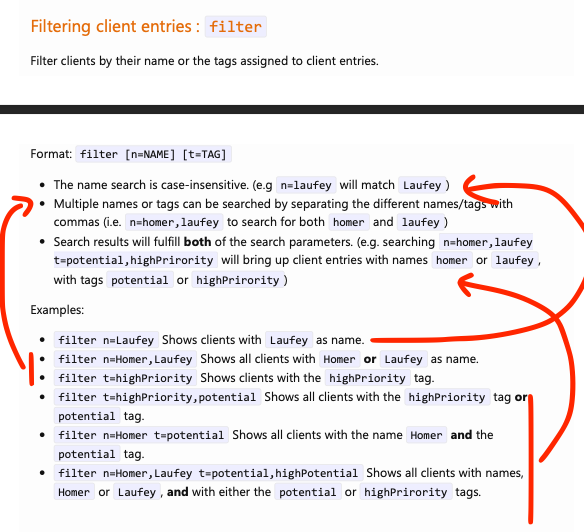 Filtering client entries : filter
Filter clients by their name or the tags assigned to client entries.
Format: filter [n=NAME] [t=TAG]
• The name search is case-insensitive. (e.g n=laufey will match Laufey )
• Multiple names or tags can be searched by separating the different names/tags with
commas (i.e. n=homer,laufey to search for both homer and laufey )
• Search results will fulfill both of the search parameters. (e.g. searching n=homer,laufey
t=potential,highPrirority will bring up client entries with names homer or laufey ,
with tags potential or highPrirority )
Examples:
• filter n=Laufey Shows clients with Laufey as name.
• filter n=Homer,Laufey Shows all clients with Homer or Laufey as name.
• filter t=highPriority Shows clients with the highPriority tag.
• filter t=highPriority,potential Shows all clients with the highPriority tag or
potential tag.
• filter n=Homer t=potential Shows all clients with the name Homer and the
potential tag.
• filter n=Homer,Laufey t=potential,highPotential Shows all clients with names,
Homer or Laufey , and with either the potential or highPrirority tags.